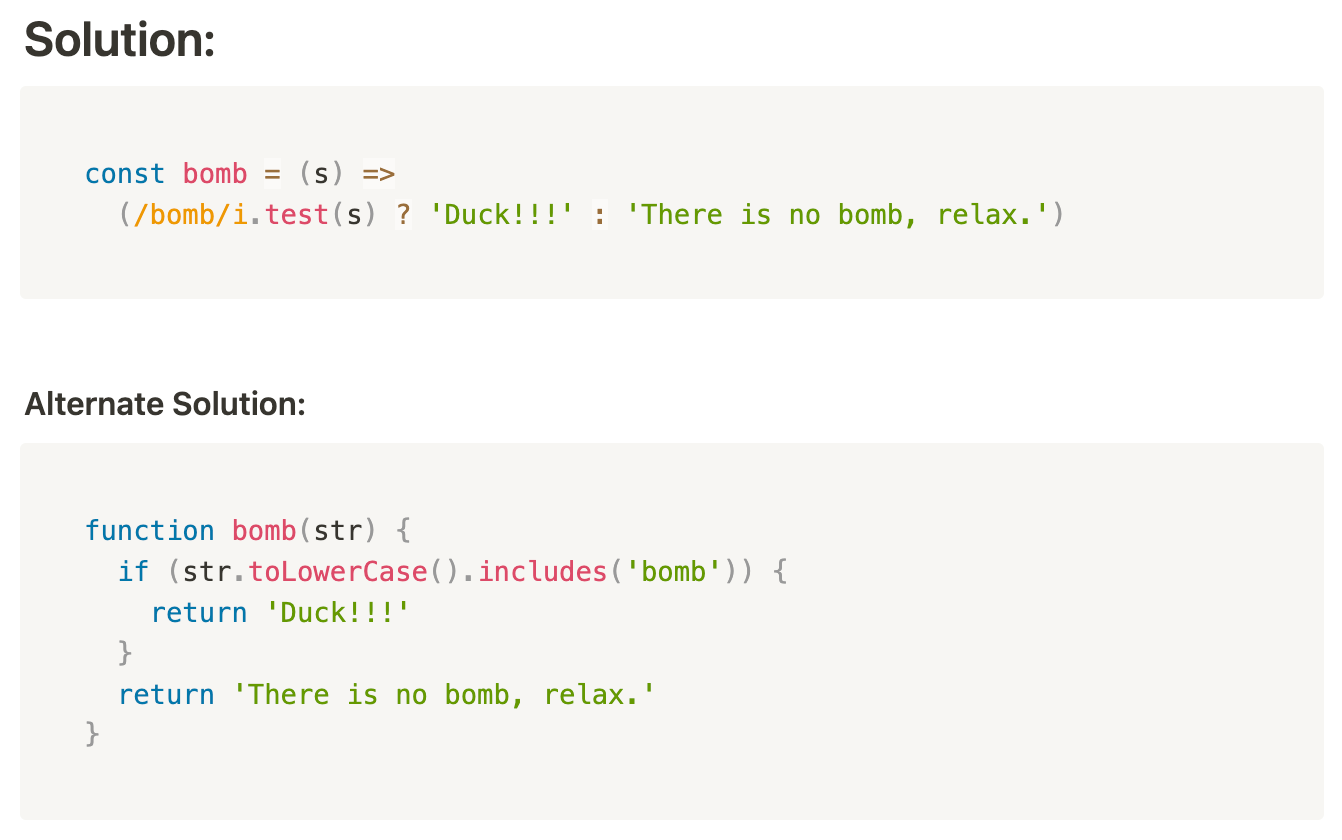 Solution:
const bomb = (s) =>
  (/bomb/i.test(s) ? 'Duck!!!' : 'There is no bomb, relax.')
Alternate Solution:
function bomb(str) {
  if (str.toLowerCase().includes('bomb')) {
    return 'Duck!!!'
  }
  return 'There is no bomb, relax.'
}